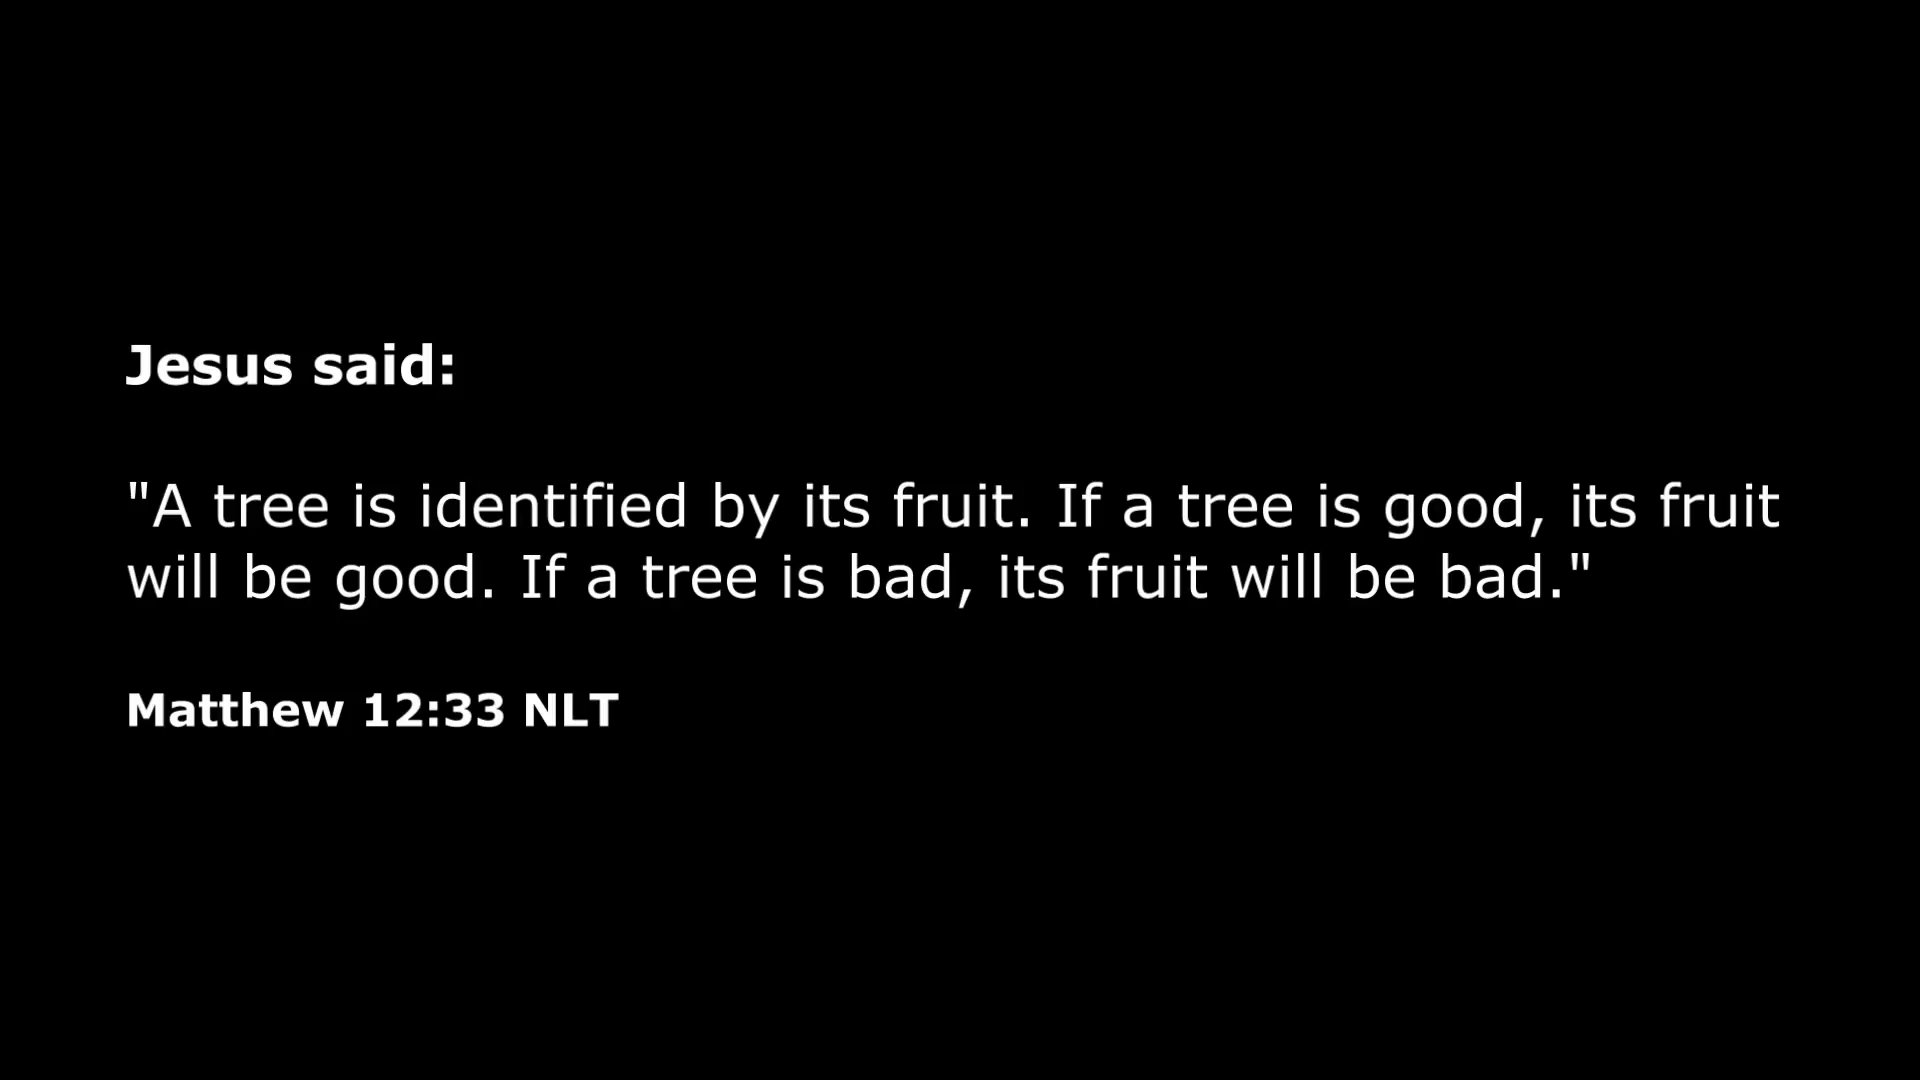 Jesus said:
"A tree is identified by its fruit. If a tree is good, its fruit
will be good. If a tree is bad, its fruit will be bad."
Matthew 12:33 NLT